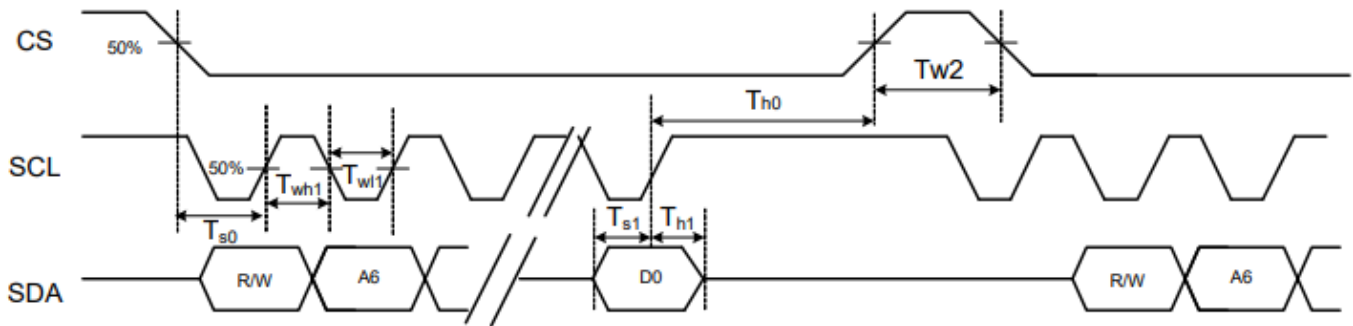 CS
50%
Tw2
Th0
SCL
50%
Twh1
Twl1
Ts0
Ts1
Th1
SDA
R/W
A6
D0
R/W
A6